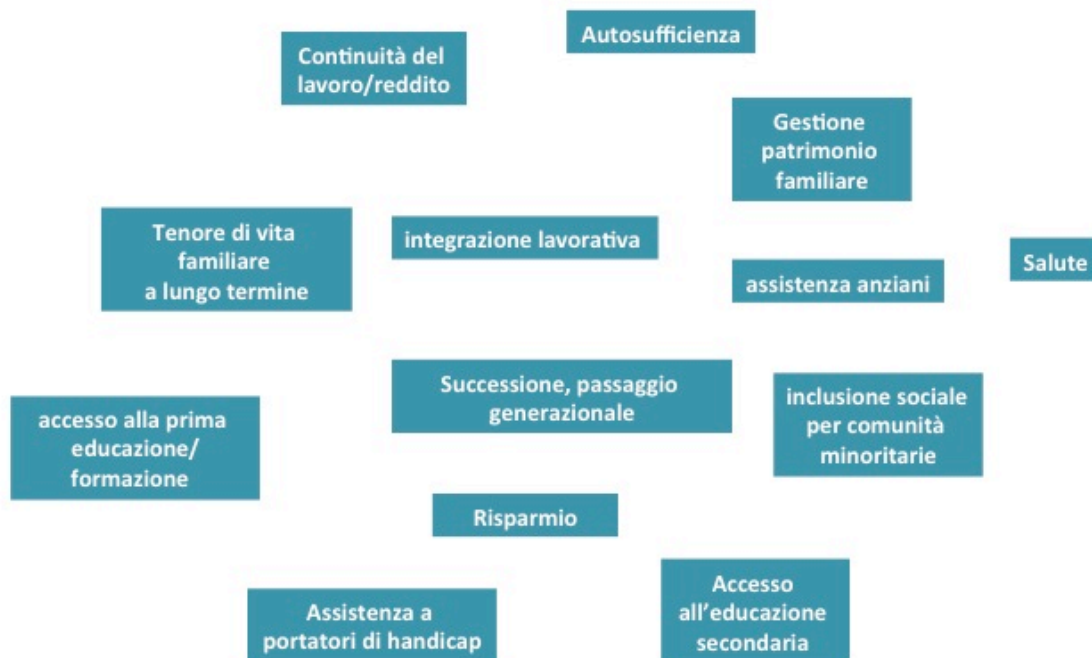 Autosufficienza
Continuità del
lavoro/reddito
Gestione
patrimonio
familiare
Tenore di vita
familiare
a lungo termine
integrazione lavorativa
Salute
assistenza anziani
Successione, passaggio
generazionale
inclusione sociale
per comunità
minoritarie
accesso alla prima
educazione/
formazione
Risparmio
Accesso
all’educazione
secondaria
Assistenza a
portatori di handicap